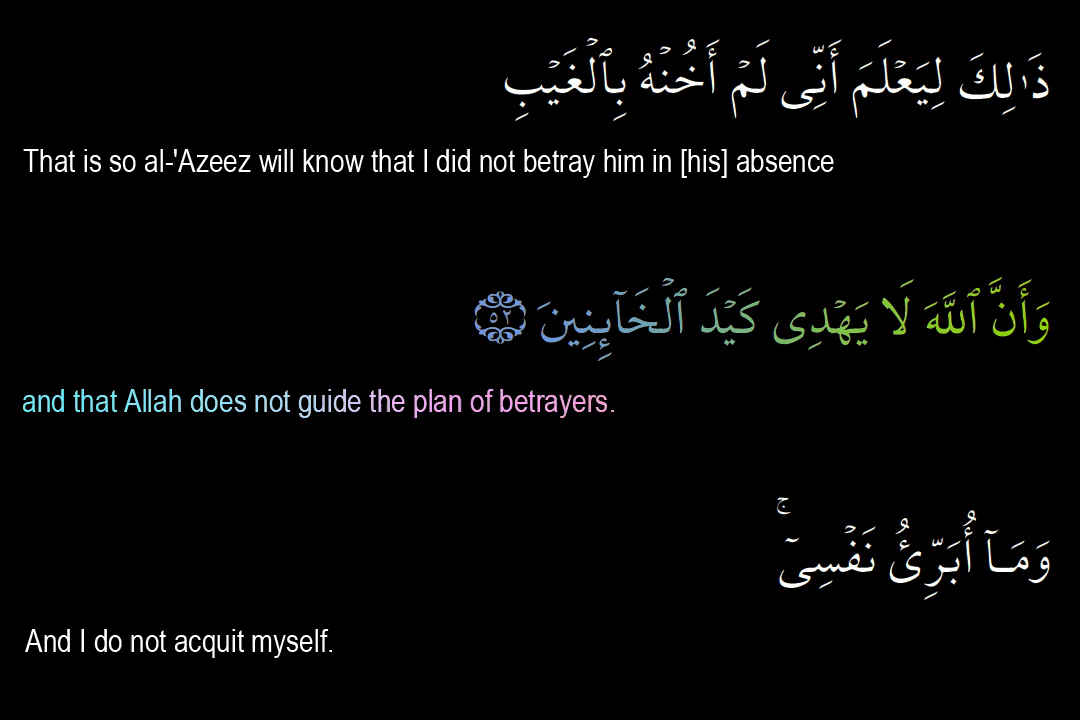 ذَٰلِكَ لِيَعْلَمَ أَنِّى لَمْ أَخُنْهُ بِٱلْغَيْبِ
That is so al-'Azeez will know that I did not betray him in [his] absence
وَأَنَّ ٱللَّهَ لَا يَهْدِى كَيْدَ ٱلْخَآئِنِينَ ٥٢
and that Allah does not guide the plan of betrayers.
وَمَآ أُبَرِّئُ نَفْسِىٓ ۚ
And I do not acquit myself.